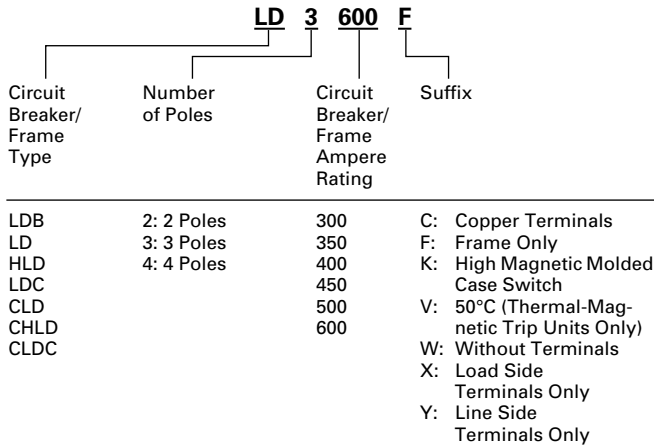 LD 3 600 F
Circuit Breaker/ Frame Type
Number of Poles
Circuit Breaker/ Frame Ampere Rating
Suffix
LDB
LD
HLD
LDC
CLD
CHLD
CLDC
2: 2 Poles
3: 3 Poles
4: 4 Poles
300
350
400
450
500
600
C: Copper Terminals
F: Frame Only
K: High Magnetic Molded
Case Switch
V: 50°C (Thermal-Mag-
netic Trip Units Only)
W: Without Terminals
X: Load Side
Terminals Only
Y: Line Side
Terminals Only